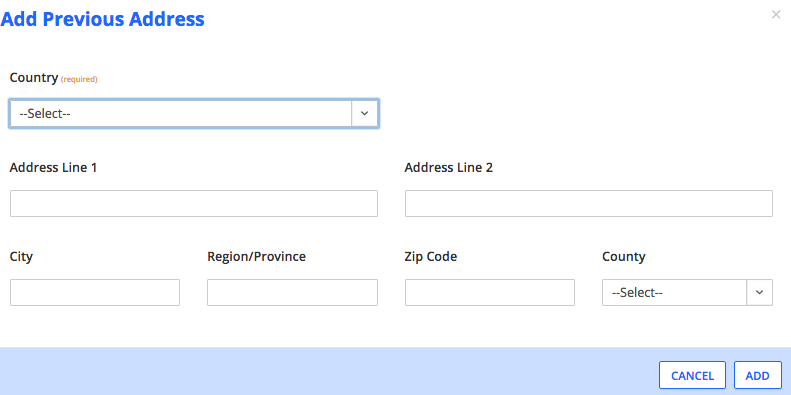 Add Previous Address
Country (required)
--Select--
Address Line 1 Address Line 2
City Region/Province Zip Code County
--Select--
CANCEL ADD